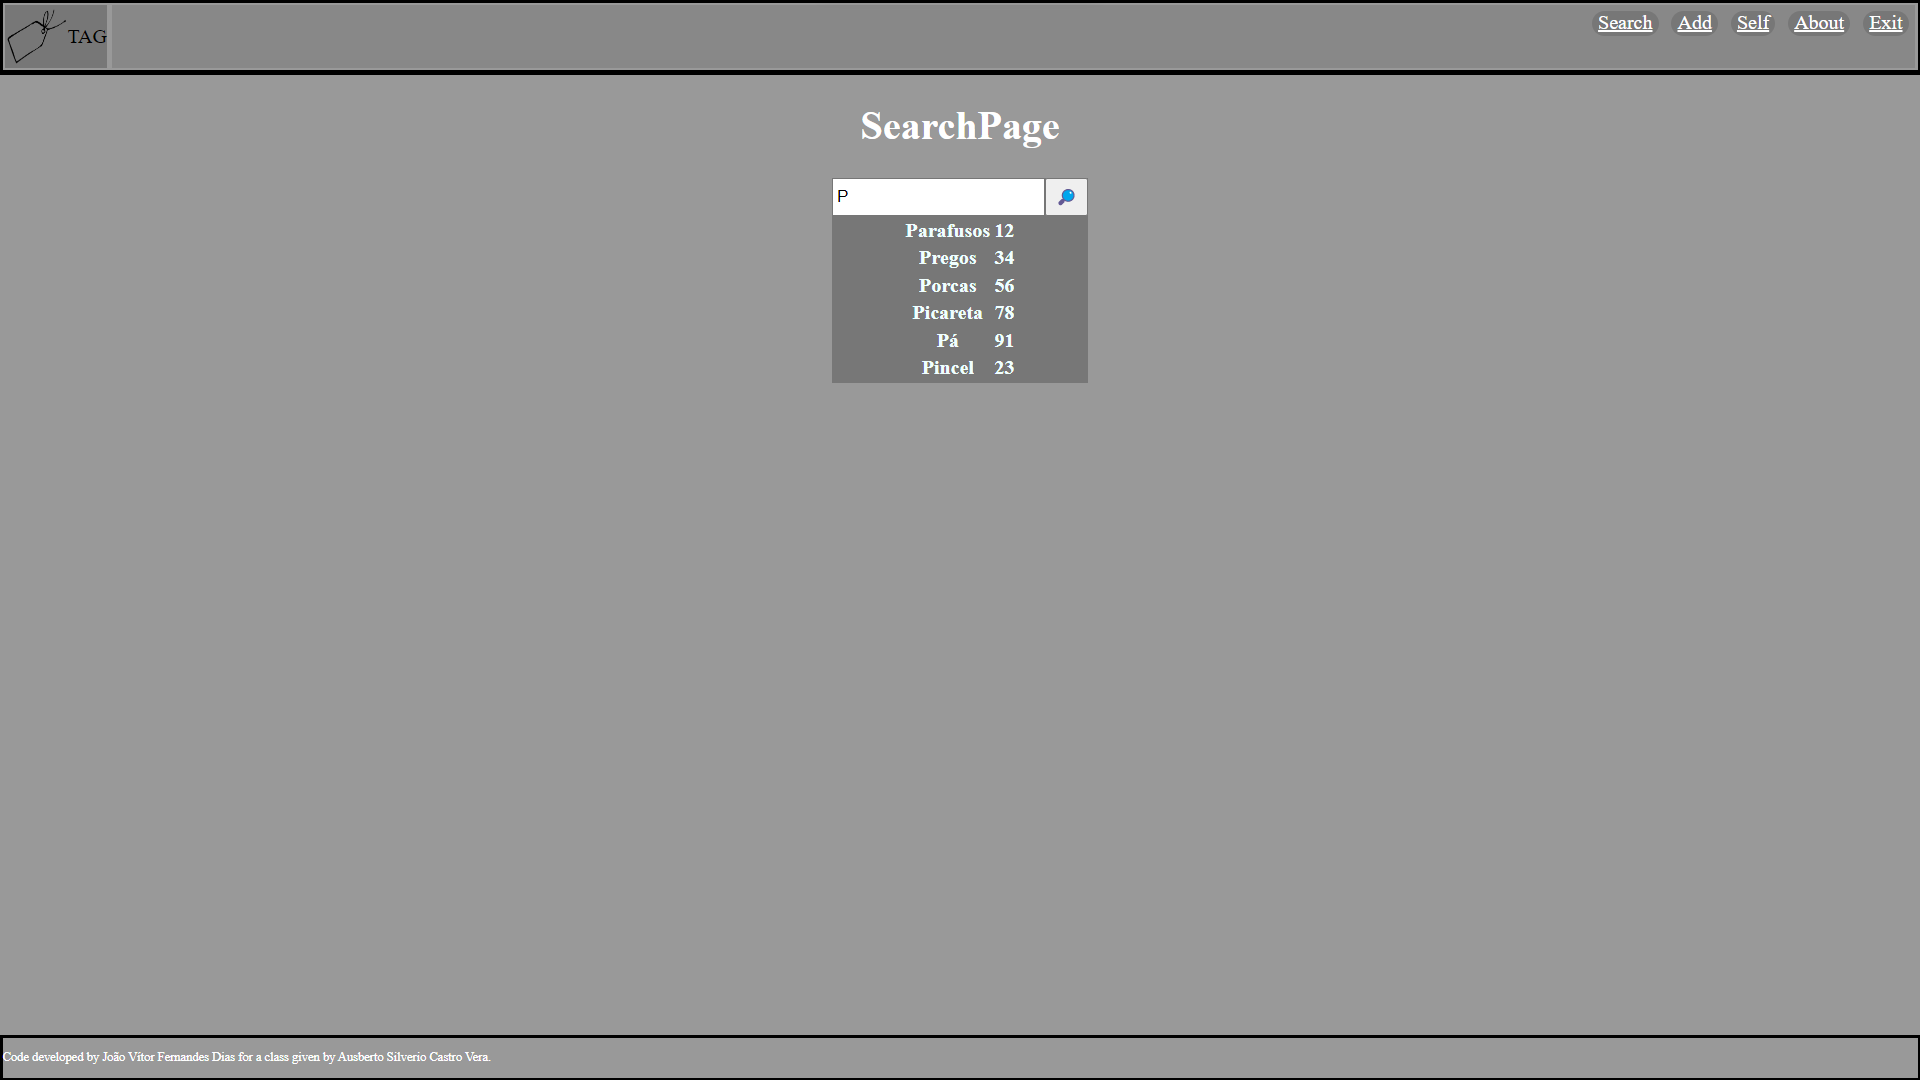 TAG
Search Add Self About Exit
SearchPage
P
Parafusos 12
Pregos 34
Porcas 56
Picareta 78
Pá 91
Pincel 23
Code developed by João Vítor Fernandes Dias for a class given by Ausberto Silverio Castro Vera.